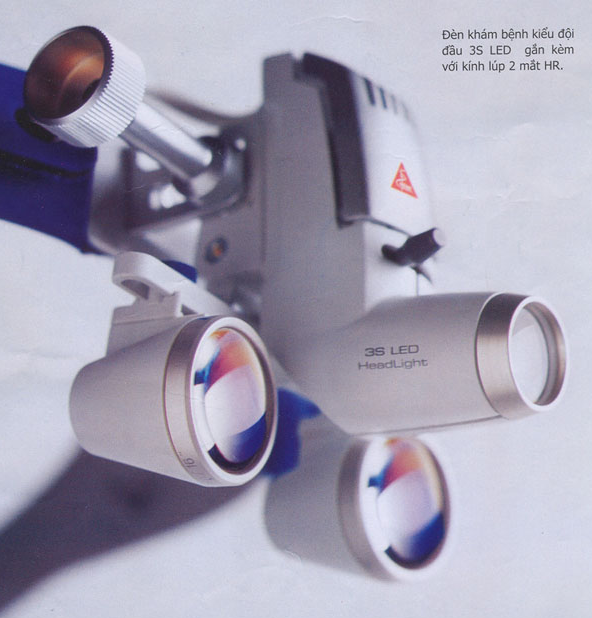 Đèn khám bệnh kiểu đội
đầu 3S LED gắn kèm
với kính lúp 2 mắt HR.
3S LED
HeadLight